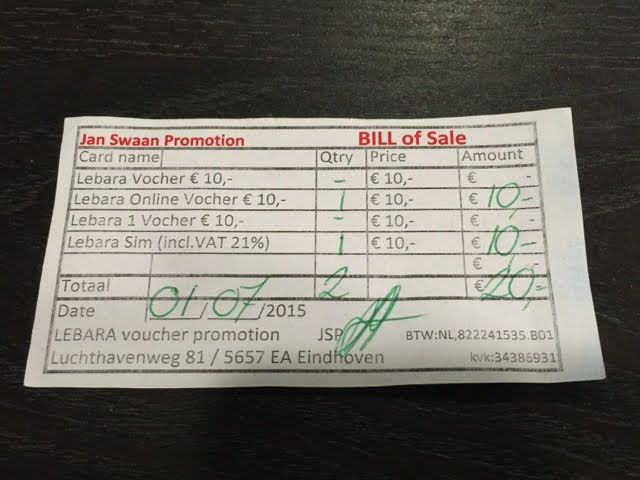 Jan Swaan Promotion BILL of Sale
Card name Qtry Price Amount
Lebara Vocher € 10,- – € 10,- € -
Lebara Online Vocher € 10,- 1 € 10,- € 10,-
Lebara 1 Vocher € 10,- – € 10,- € -
Lebara Sim (incl.VAT 21%) 1 € 10,- € 10,-
€ -
Totaal 2 € 20,-
Date 01/07/2015
LEBARA voucher promotion JSP BTW:NL,822241535.B01
Luchthavenweg 81 / 5657 EA Eindhoven kvk:34386931